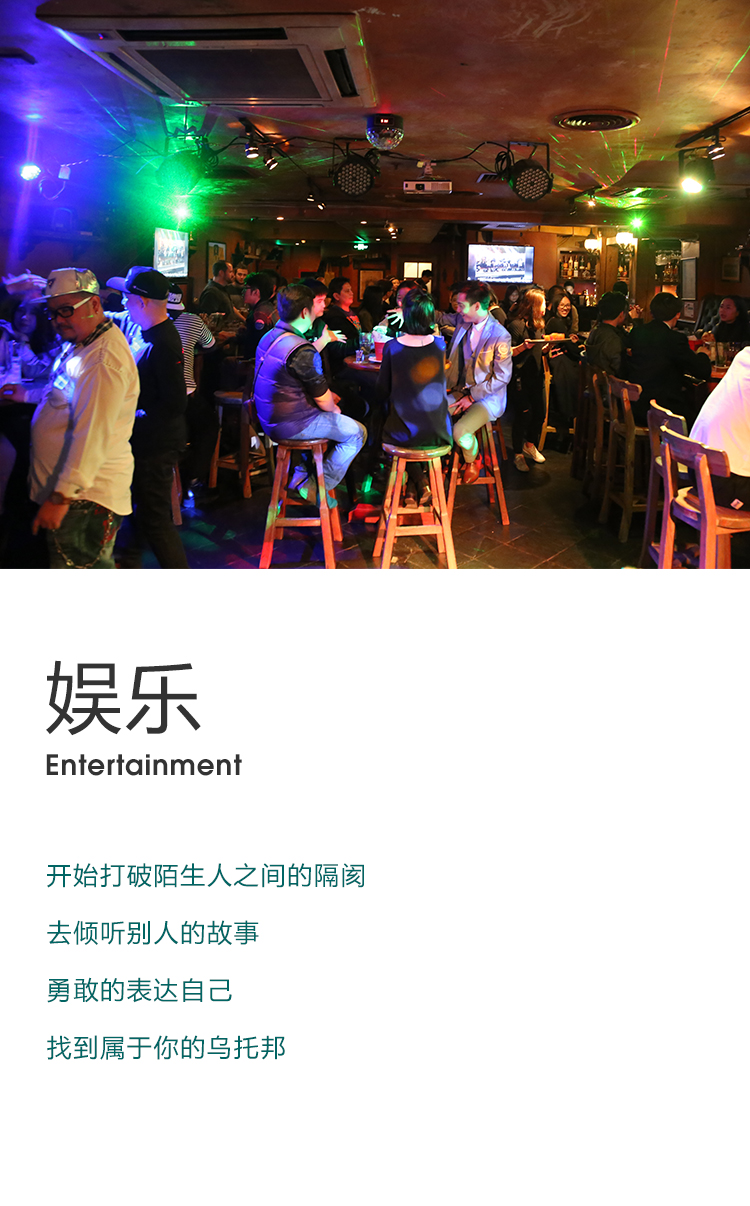 娱乐
Entertainment
开始打破陌生人之间的隔阂
去倾听别人的故事
勇敢的表达自己
找到属于你的乌托邦